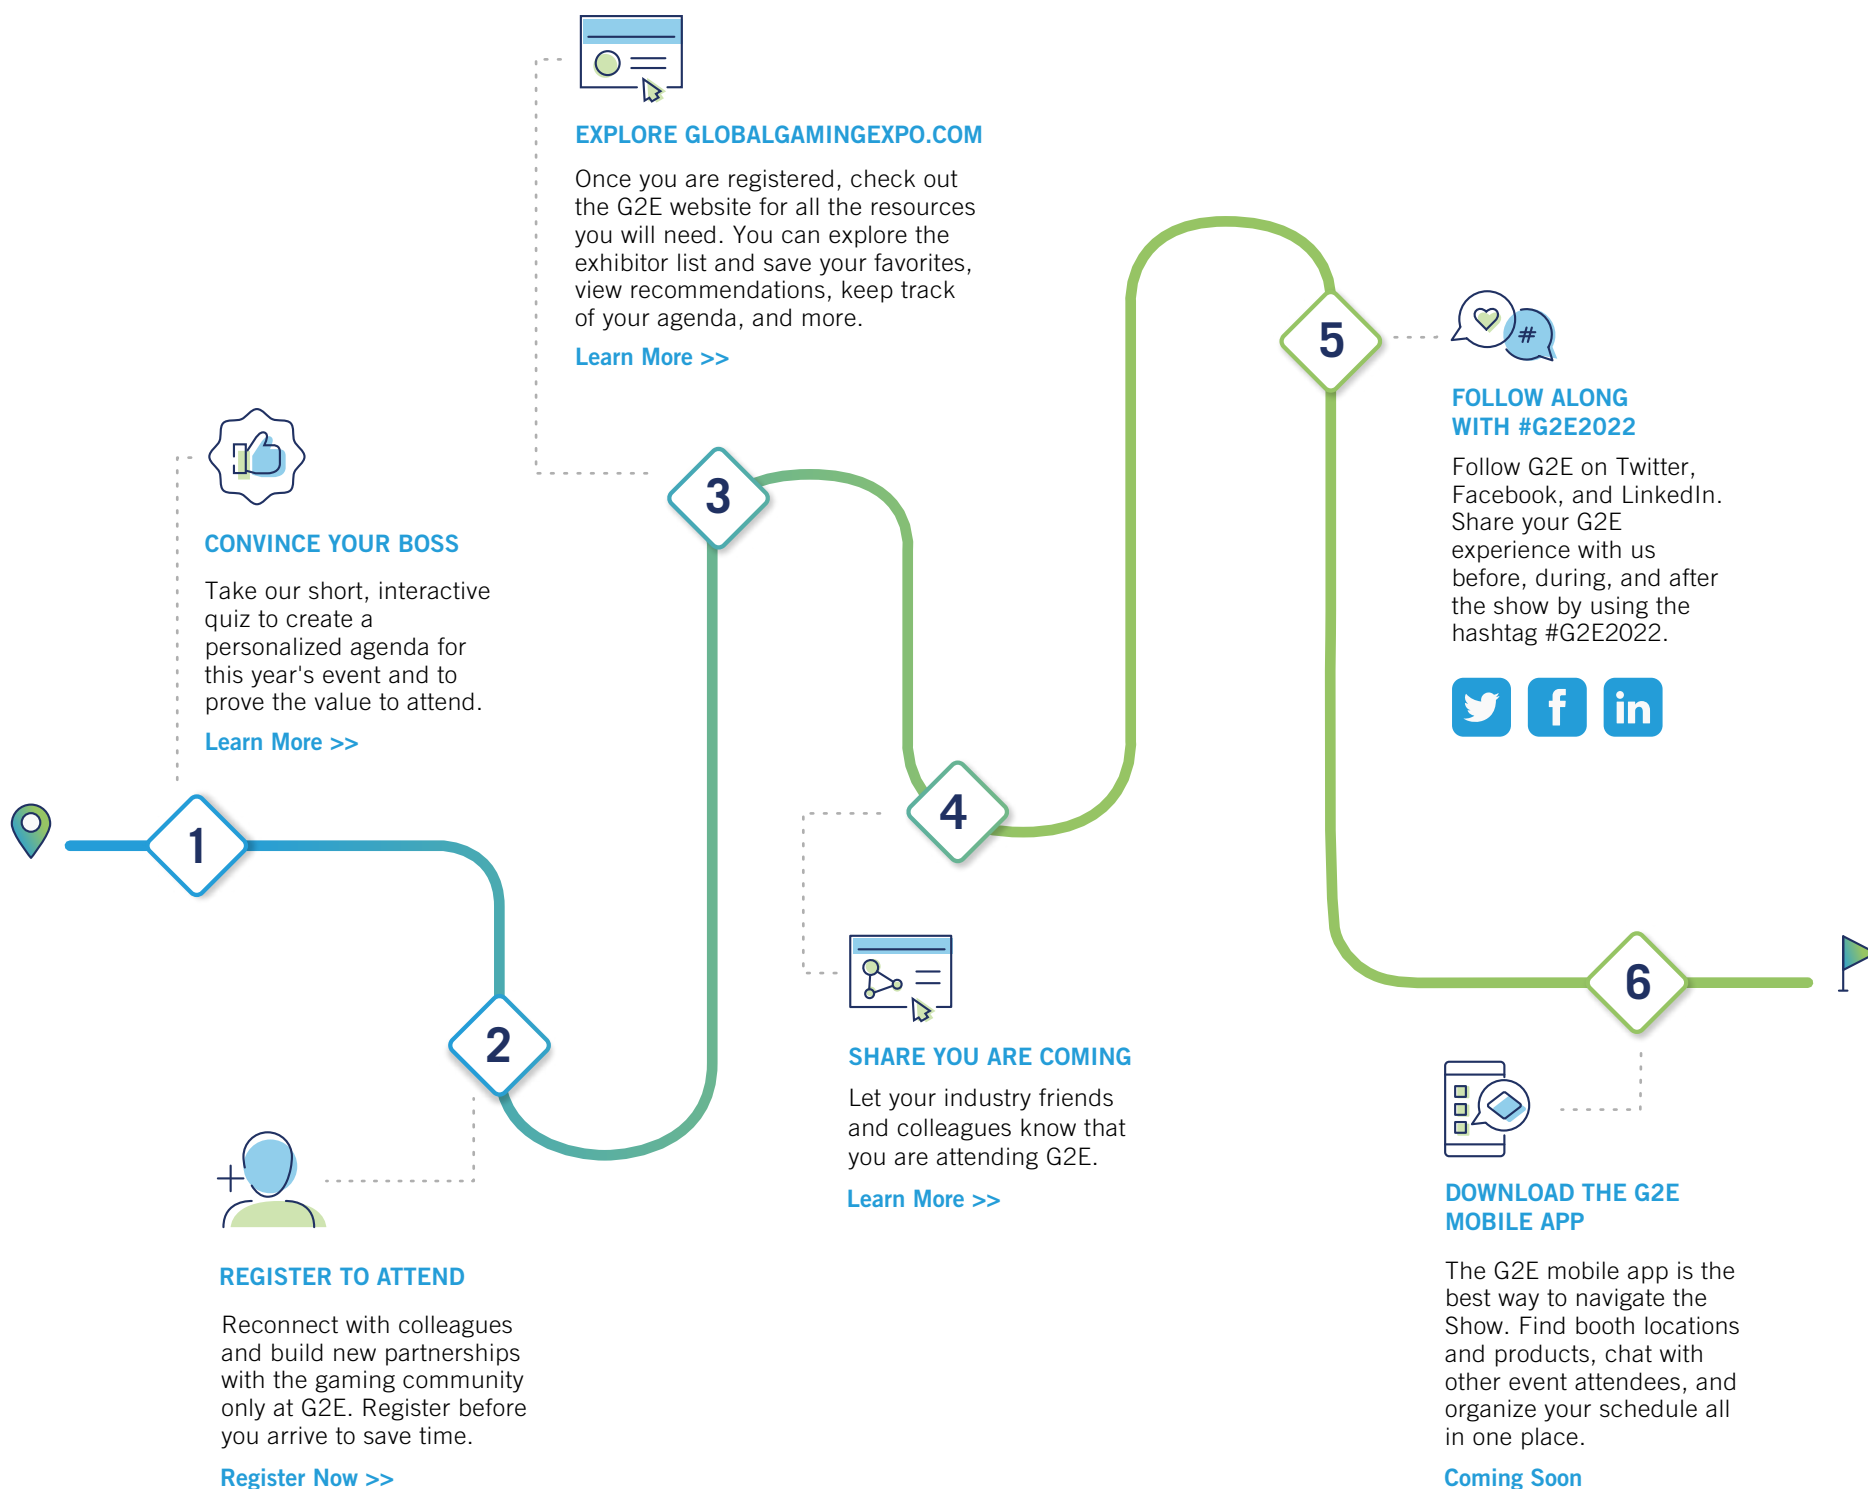 1
CONVINCE YOUR BOSS
Take our short, interactive
quiz to create a
personalized agenda for
this year's event and to
prove the value to attend.
Learn More >>
2
REGISTER TO ATTEND
Reconnect with colleagues
and build new partnerships
with the gaming community
only at G2E. Register before
you arrive to save time.
Register Now >>
3
EXPLORE GLOBALGAMINGEXPO.COM
Once you are registered, check out
the G2E website for all the resources
you will need. You can explore the
exhibitor list and save your favorites,
view recommendations, keep track
of your agenda, and more.
Learn More >>
4
SHARE YOU ARE COMING
Let your industry friends
and colleagues know that
you are attending G2E.
Learn More >>
5
#
FOLLOW ALONG
WITH #G2E2022
Follow G2E on Twitter,
Facebook, and LinkedIn.
Share your G2E
experience with us
before, during, and after
the show by using the
hashtag #G2E2022.
f
in
6
DOWNLOAD THE G2E
MOBILE APP
The G2E mobile app is the
best way to navigate the
Show. Find booth locations
and products, chat with
other event attendees, and
organize your schedule all
in one place.
Coming Soon